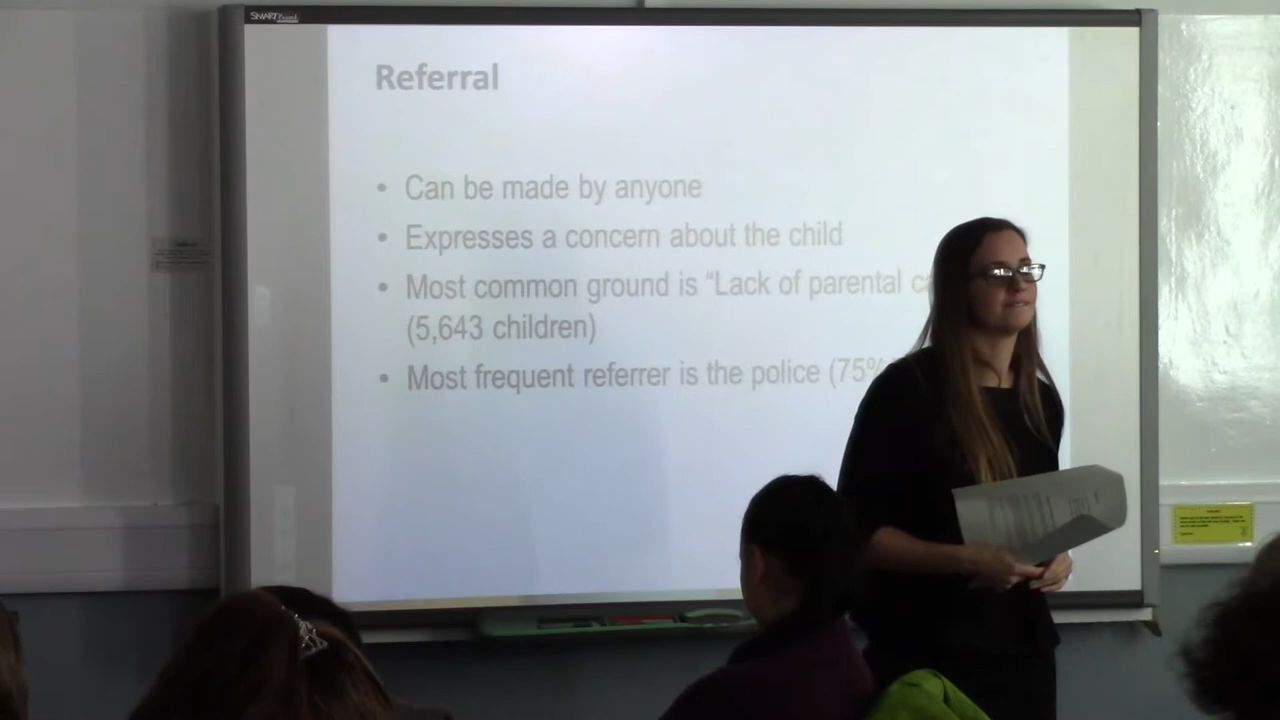 SMART
Referral
• Can be made by anyone
• Expresses a concern about the child
• Most common ground is “Lack of parental
(5,643 children)
• Most frequent referrer is the police (75%